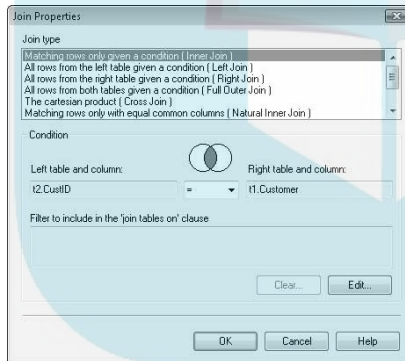 Join Properties
Join type
Matching rows only given a condition ( Inner Join )
All rows from the left table given a condition ( Left Join )
All rows from the right table given a condition ( Right Join )
All rows from both tables given a condition ( Full Outer Join )
The cartesian product ( Cross Join )
Matching rows only with equal common columns ( Natural Inner Join )
Condition
Left table and column:
Right table and column:
t2.CustID
=
t1.Customer
Filter to include in the 'join tables on' clause
Clear...
Edit...
OK
Cancel
Help